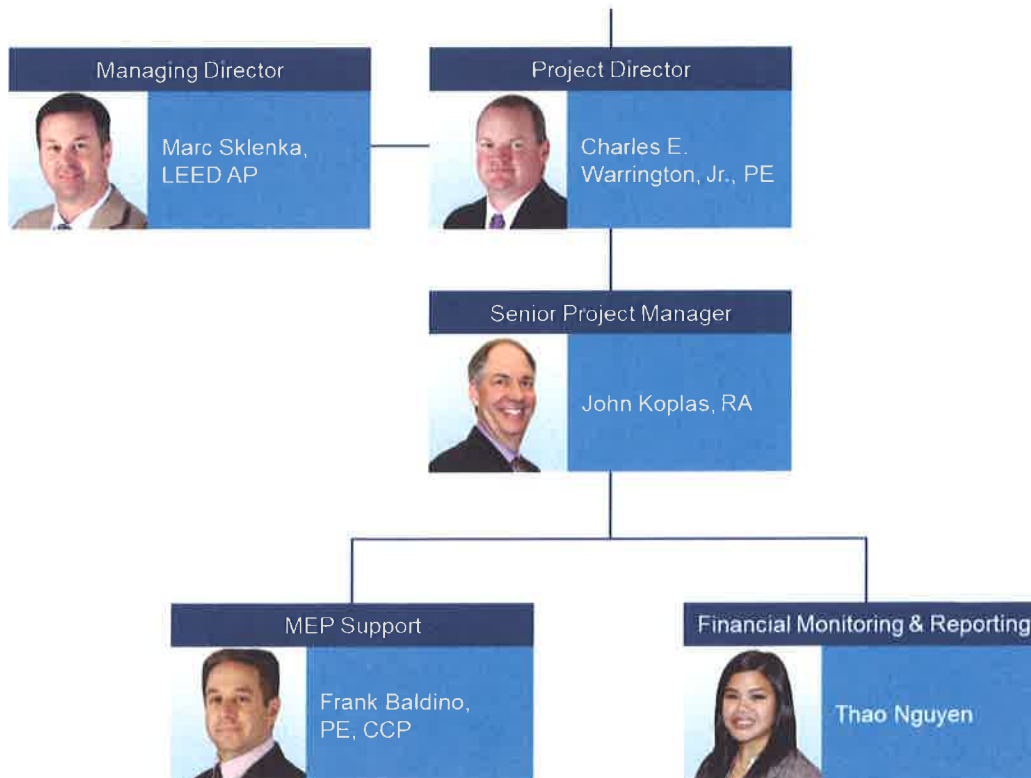 Managing Director
Marc Sklenka,
LEED AP
Project Director
Charles E.
Warrington, Jr., PE
Senior Project Manager
John Koplas, RA
MEP Support
Frank Baldino,
PE, CCP
Financial Monitoring & Reporting
Thao Nguyen